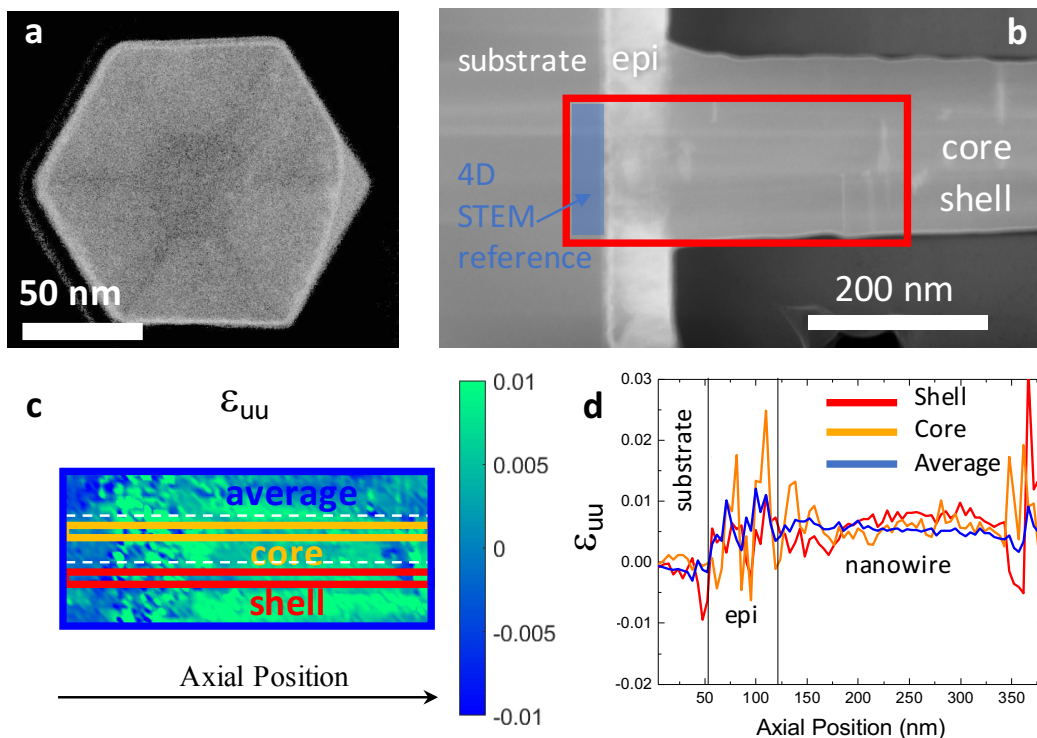 a
50 nm
b
substrate epi
core
shell
4D
STEM
reference
200 nm
c
εuu
average
core
shell
0.01
0.005
0
-0.005
-0.01
Axial Position
d
0.03
0.02
0.01
0.00
-0.01
-0.02
εuu
substrate
epi
nanowire
Shell
Core
Average
50 100 150 200 250 300 350
Axial Position (nm)